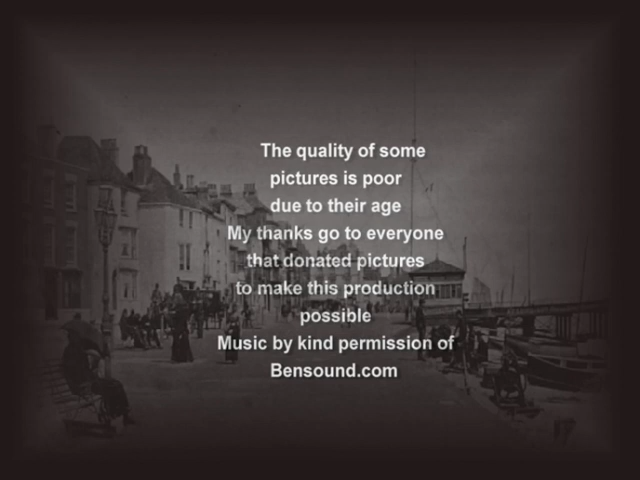 The quality of some
pictures is poor
due to their age
My thanks go to everyone
that donated pictures
to make this production
possible
Music by kind permission of
Bensound.com